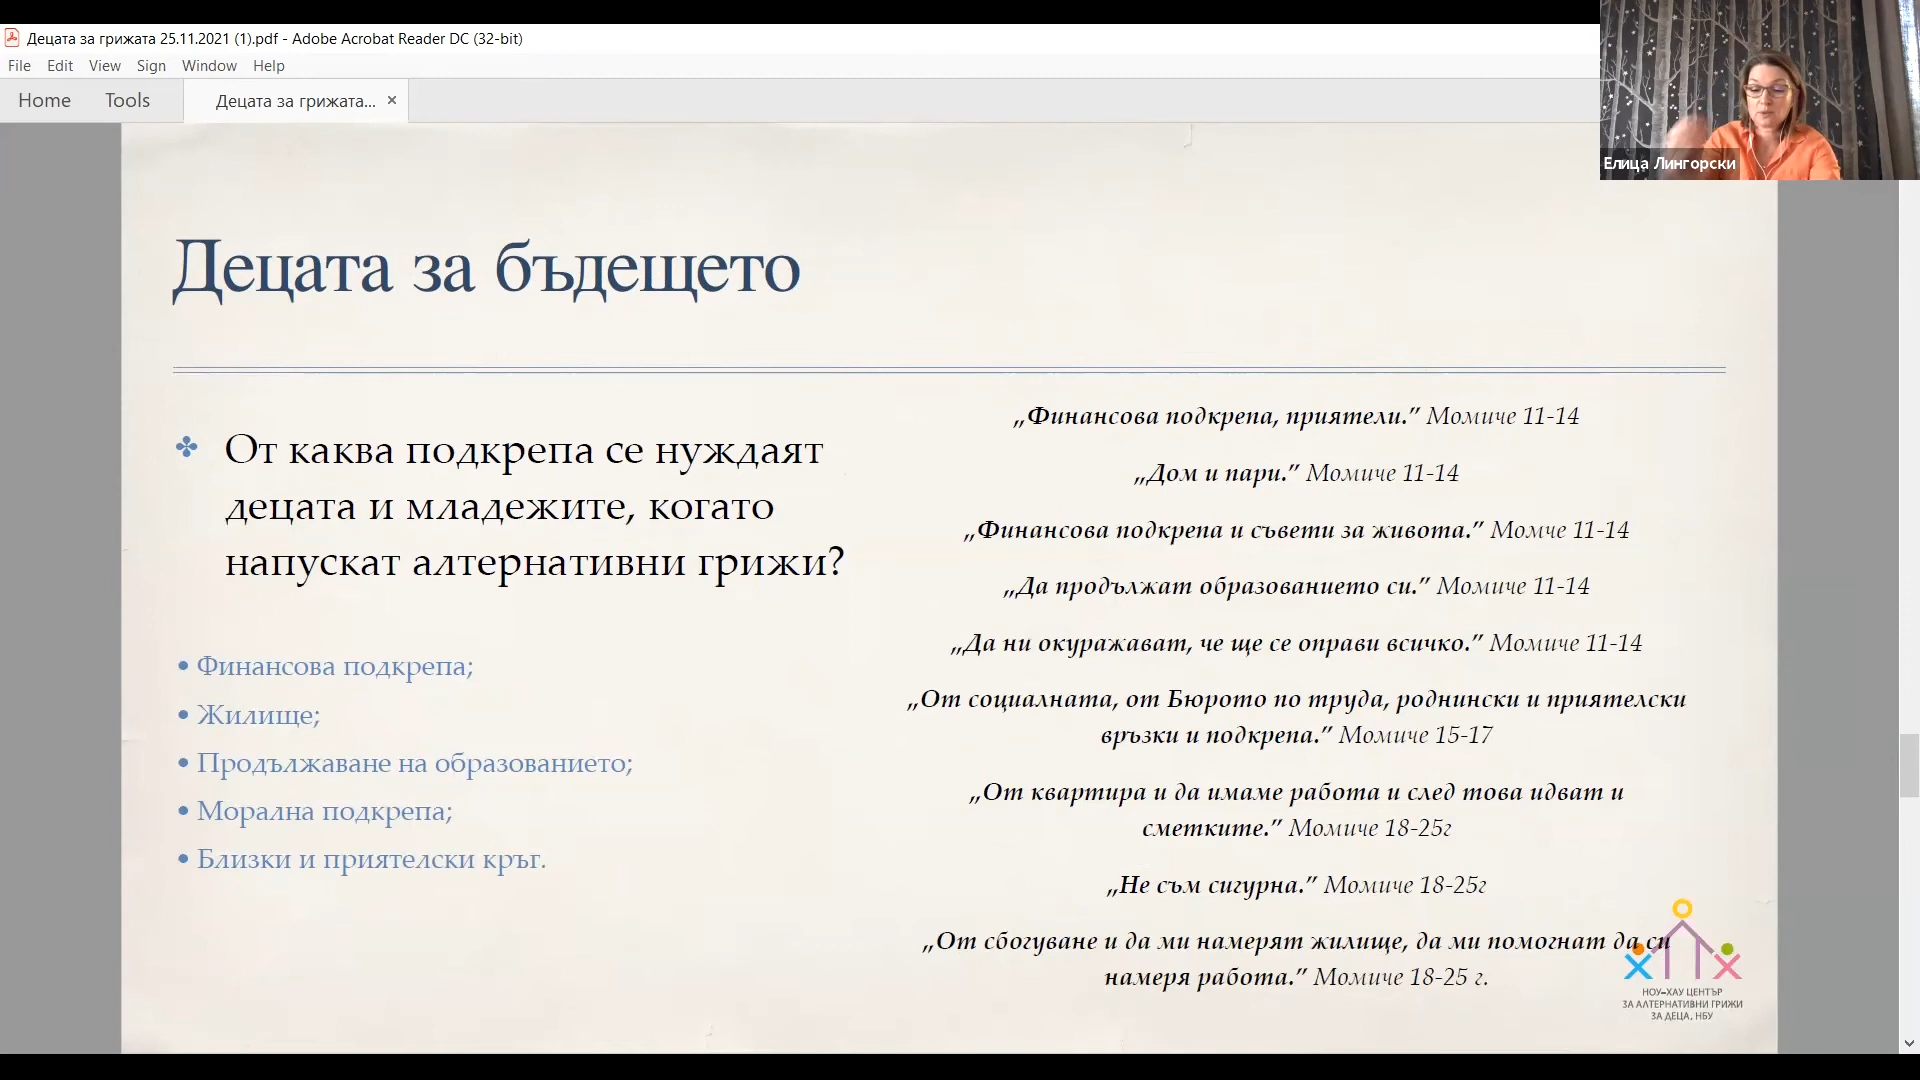 Децата за грижата 25.11.2021 (1).pdf - Adobe Acrobat Reader DC (32-bit)
File Edit View Sign Window Help
Home Tools Децата за грижата... ×
Елица Лингорски
Децата за бъдещето
От каква подкрепа се нуждаят
децата и младежите, когато
напускат алтернативни грижи?
• Финансова подкрепа;
• Жилище;
• Продължаване на образованието;
• Морална подкрепа;
• Близки и приятелски кръг.
„Финансова подкрепа, приятели.” Момиче 11-14
„Дом и пари.” Момиче 11-14
„Финансова подкрепа и съвети за живота.” Момче 11-14
„Да продължат образованието си.” Момиче 11-14
„Да ни окуражават, че ще се оправи всичко.” Момиче 11-14
„От социалната, от Бюрото по труда, роднински и приятелски
връзки и подкрепа.” Момиче 15-17
„От квартира и да имаме работа и след това идват и
сметките.” Момиче 18-25г
„Не съм сигурна.” Момиче 18-25г
„От сбогуване и да ми намерят жилище, да ми помогнат да си
намеря работа.” Момиче 18-25 г.
НОУ-ХАУ ЦЕНТЪР
ЗА АЛТЕРНАТИВНИ ГРИЖИ
ЗА ДЕЦА, НБУ